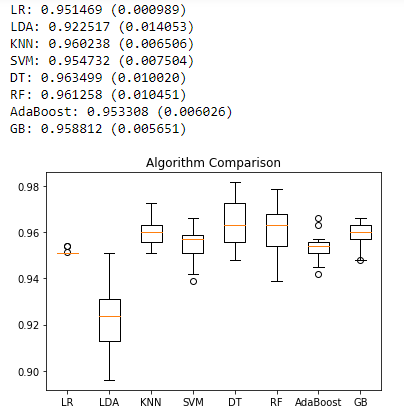 LR: 0.951469 (0.000989)
LDA: 0.922517 (0.014053)
KNN: 0.960238 (0.006506)
SVM: 0.954732 (0.007504)
DT: 0.963499 (0.010020)
RF: 0.961258 (0.010451)
AdaBoost: 0.953308 (0.006026)
GB: 0.958812 (0.005651)
Algorithm Comparison
0.98
0.96
0.94
0.92
0.90
LR LDA KNN SVM DT RF AdaBoost GB